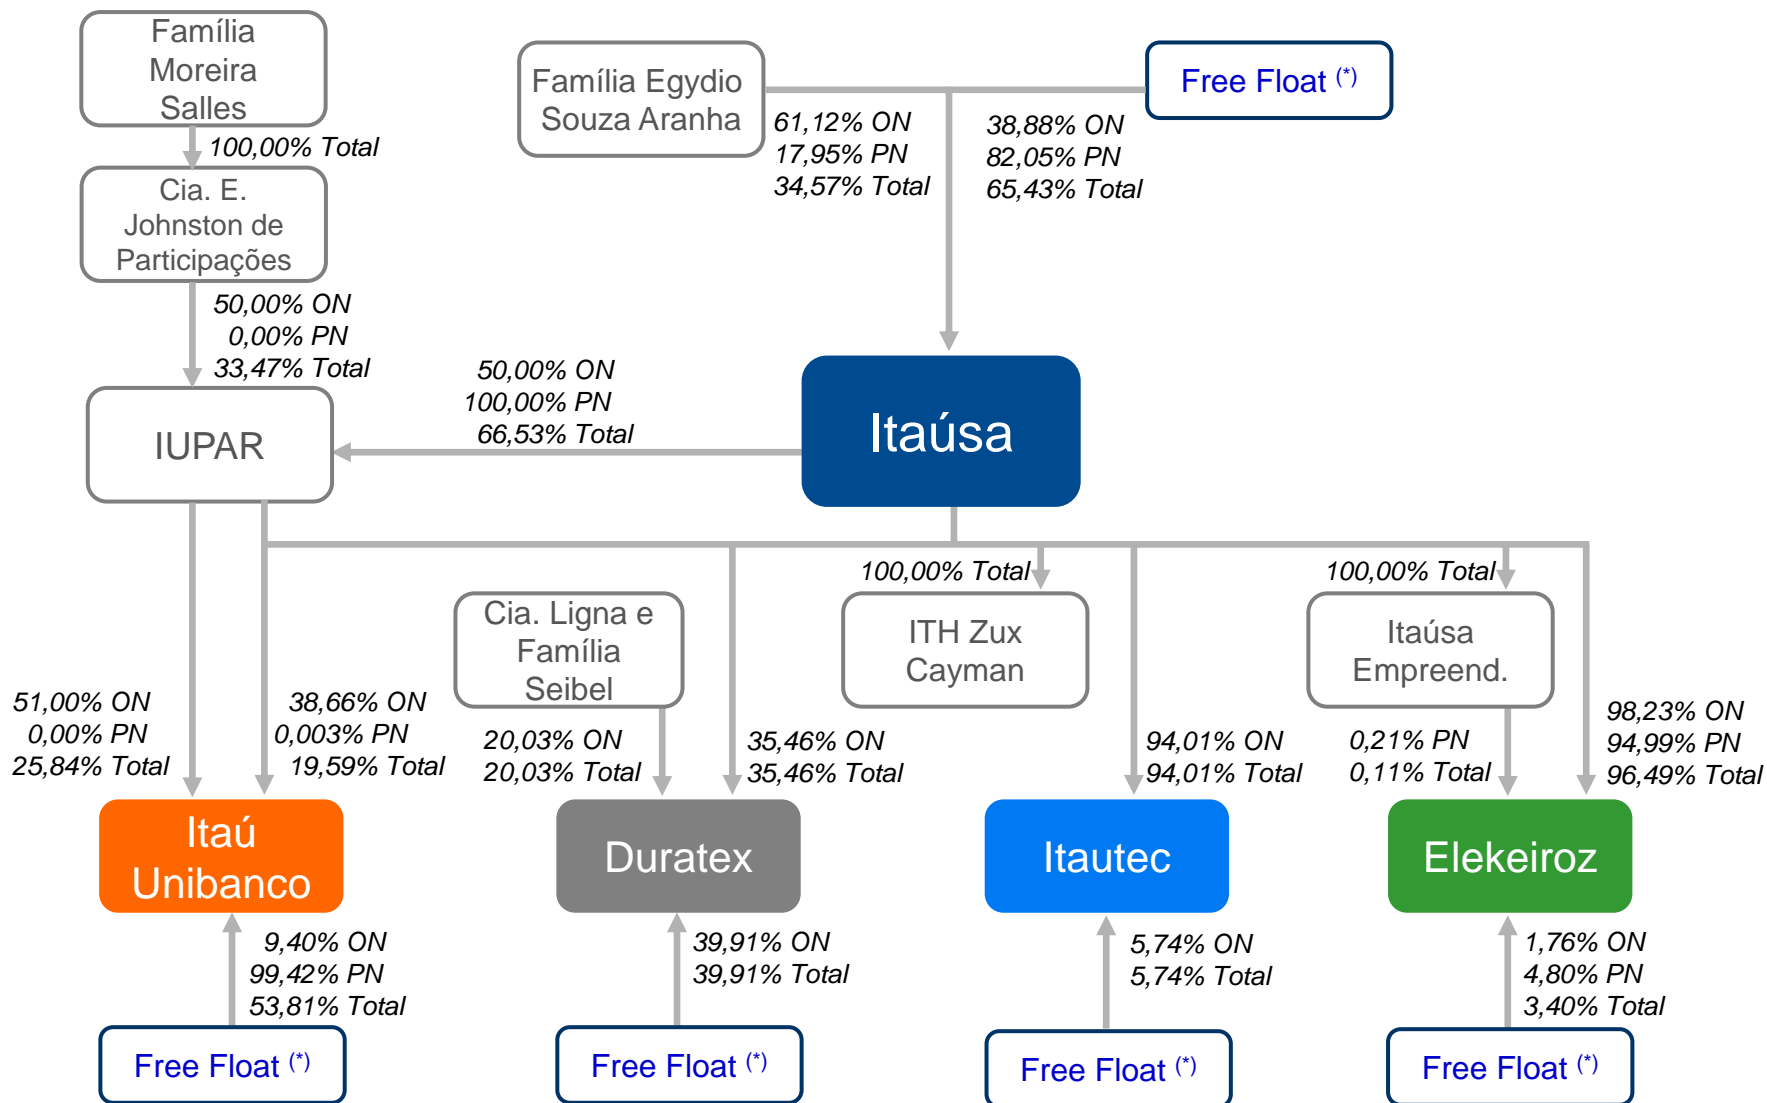 Família
Moreira
Salles
100,00% Total
Cia. E.
Johnston de
Participações
50,00% ON
0,00% PN
33,47% Total
IUPAR
Família Egydio
Souza Aranha
61,12% ON
17,95% PN
34,57% Total
Free Float (*)
38,88% ON
82,05% PN
65,43% Total
50,00% ON
100,00% PN
66,53% Total
Itaúsa
100,00% Total
100,00% Total
Cia. Ligna e
Família
Seibel
ITH Zux
Cayman
Itaúsa
Empreend.
51,00% ON
0,00% PN
25,84% Total
38,66% ON
0,003% PN
19,59% Total
20,03% ON
20,03% Total
35,46% ON
35,46% Total
94,01% ON
94,01% Total
0,21% PN
0,11% Total
98,23% ON
94,99% PN
96,49% Total
Itaú
Unibanco
Duratex
Itautec
Elekeiroz
9,40% ON
99,42% PN
53,81% Total
39,91% ON
39,91% Total
5,74% ON
5,74% Total
1,76% ON
4,80% PN
3,40% Total
Free Float (*)
Free Float (*)
Free Float (*)
Free Float (*)